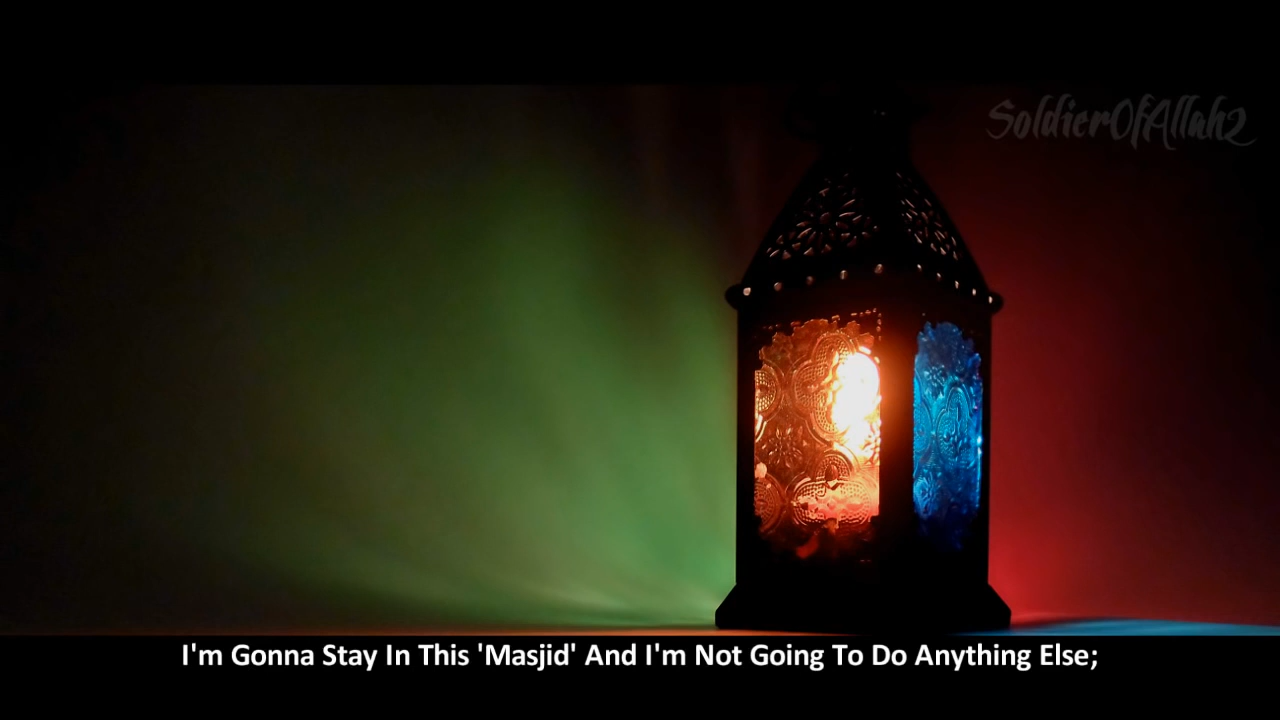 SoldierOfAllah2
I'm Gonna Stay In This 'Masjid' And I'm Not Going To Do Anything Else;